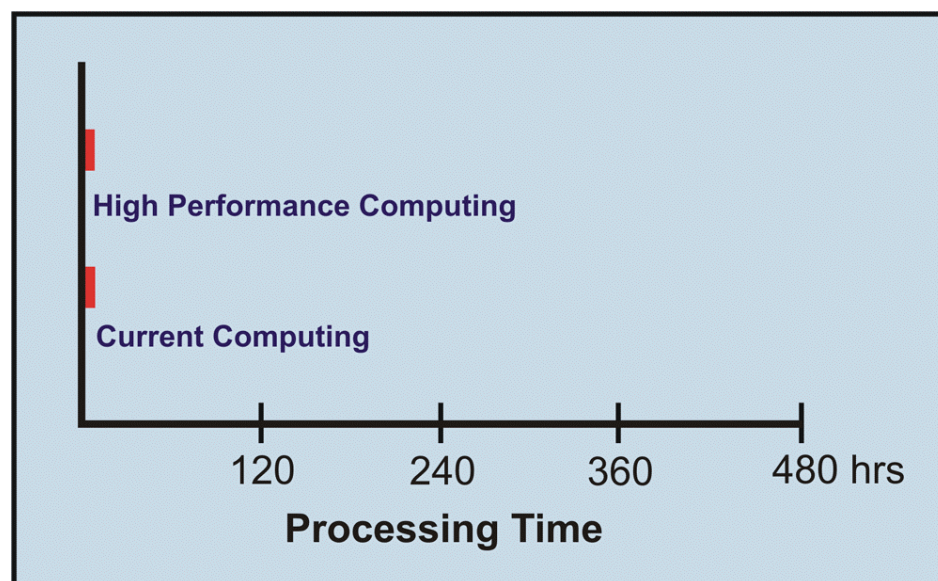 High Performance Computing
Current Computing
120 240 360 480 hrs
Processing Time